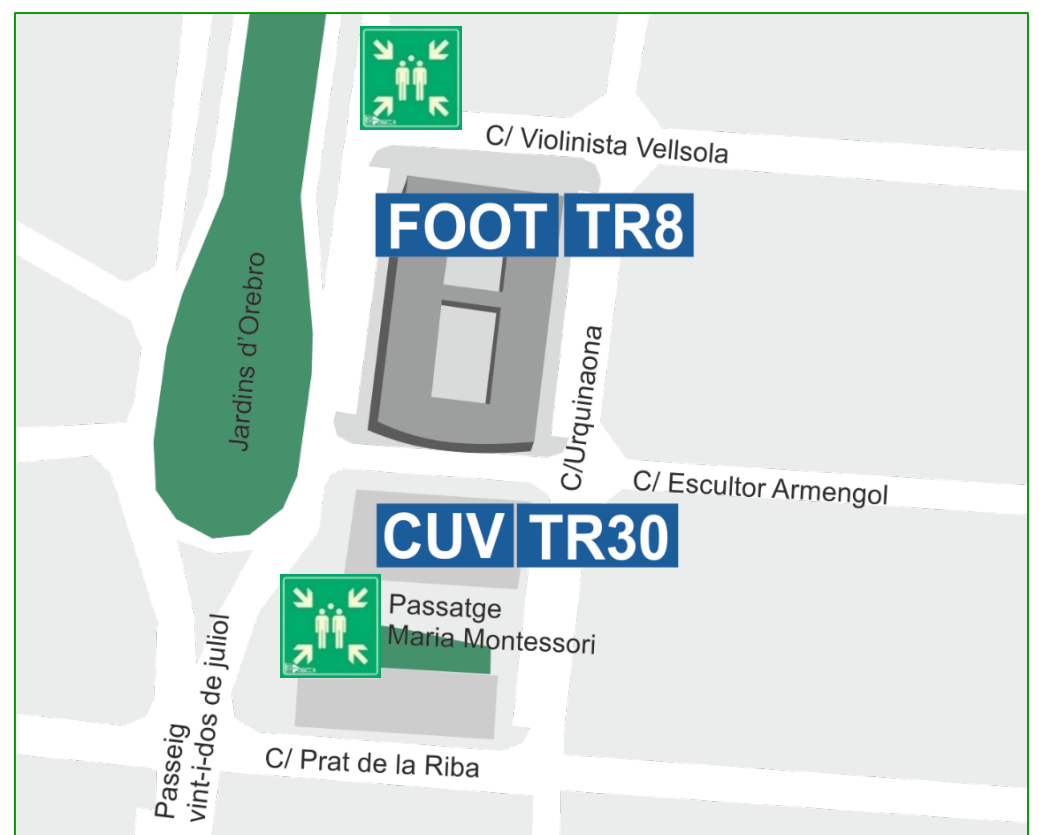 C/ Violinista Vellsola
FOOT TR8
Jardins d'Orebro
C/Urquinaona
C/ Escultor Armengol
CUV TR30
Passatge
Maria Montessori
Passeig
vint-i-dos de juliol
C/ Prat de la Riba